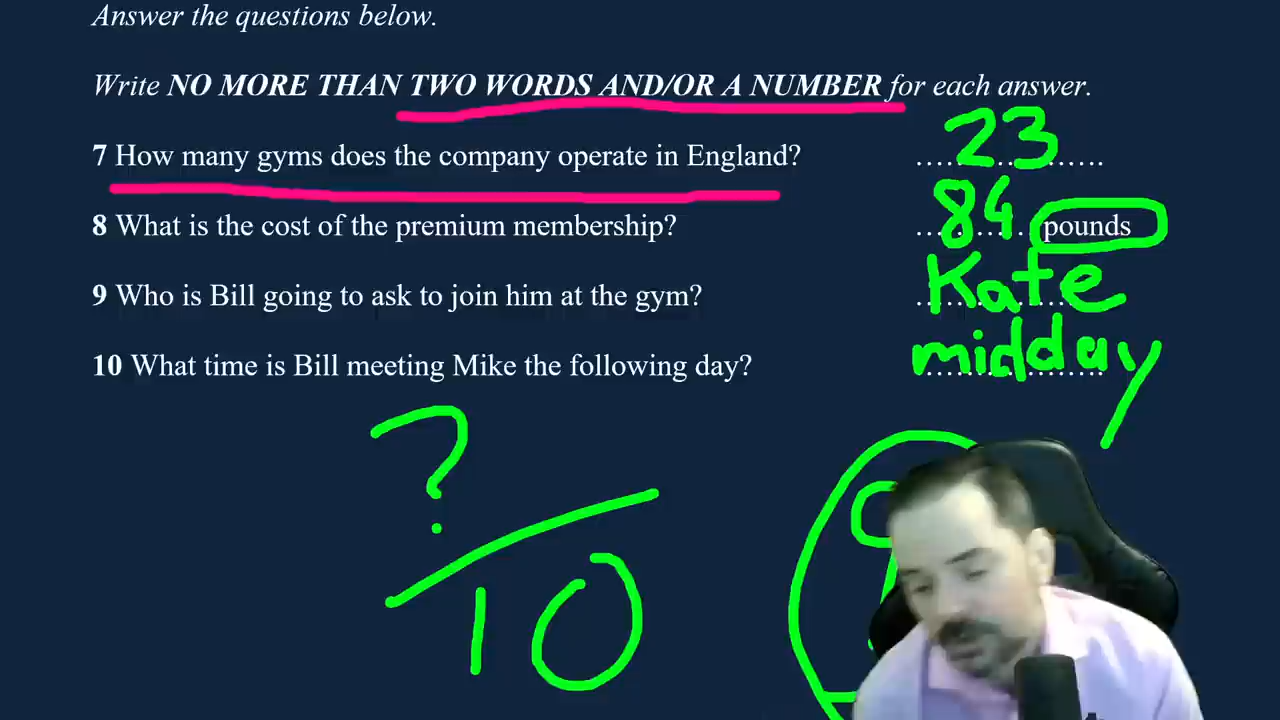 Answer the questions below.
Write NO MORE THAN TWO WORDS AND/OR A NUMBER for each answer.
7 How many gyms does the company operate in England? 23
8 What is the cost of the premium membership? 84 pounds
9 Who is Bill going to ask to join him at the gym? Kate
10 What time is Bill meeting Mike the following day? midday
?
10